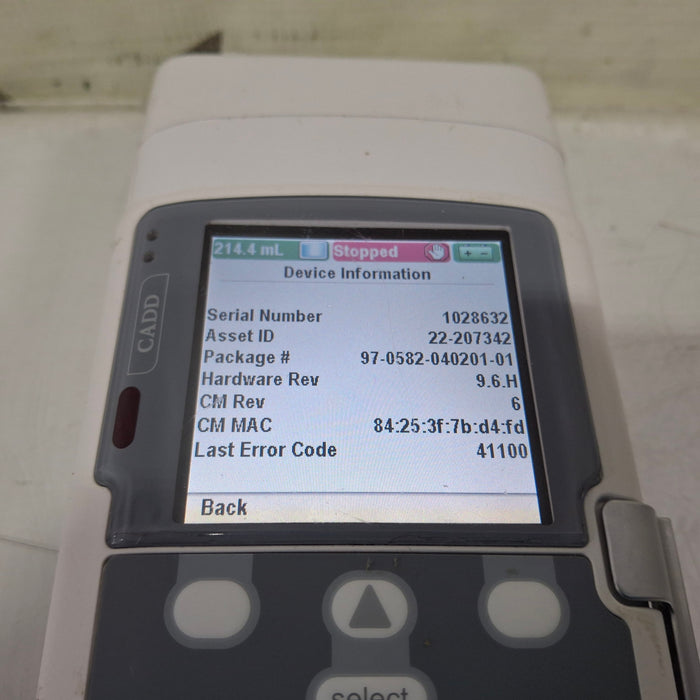 214.4 mL Stopped + -
Device Information
Serial Number 1028632
Asset ID 22-207342
Package # 97-0582-040201-01
Hardware Rev 9.6.H
CM Rev 6
CM MAC 84:25:3f:7b:d4:fd
Last Error Code 41100
Back
CADD
select